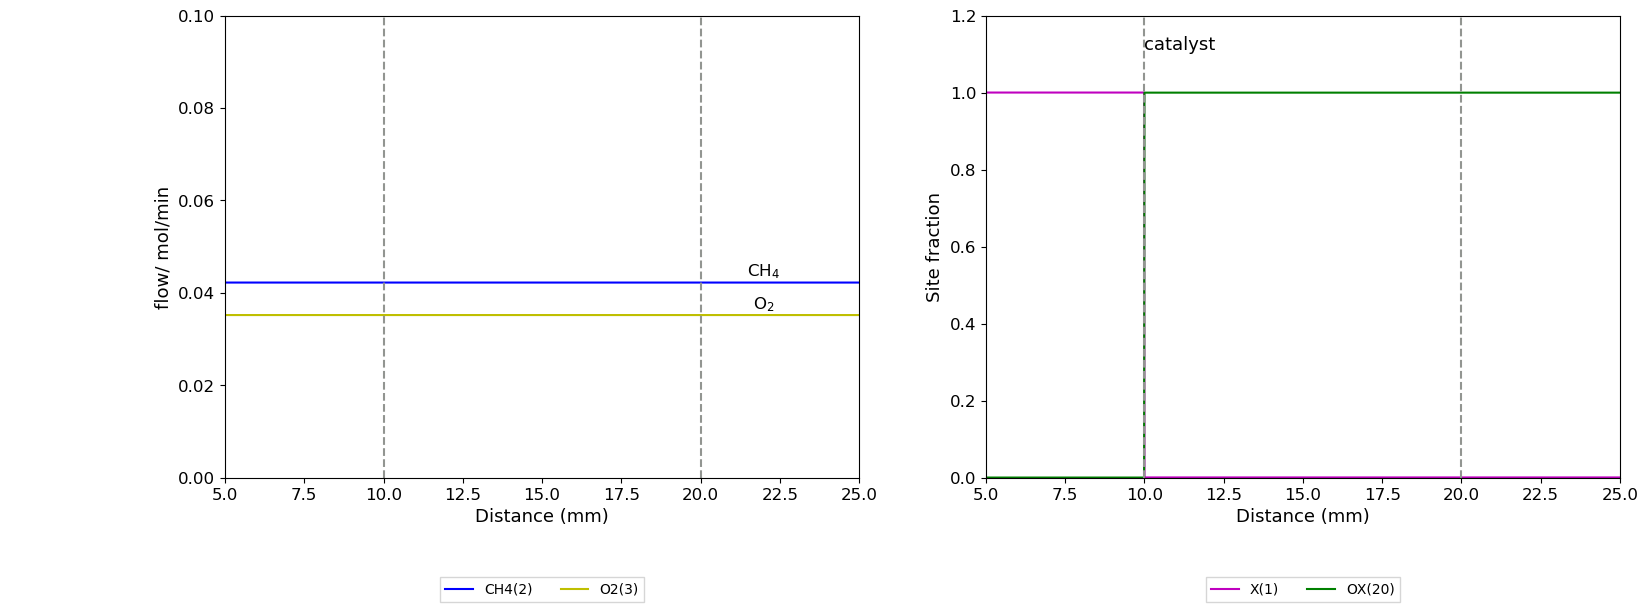 0.10
0.08
0.06
0.04
0.02
0.00
flow/ mol/min
CH₄
O₂
5.0 7.5 10.0 12.5 15.0 17.5 20.0 22.5 25.0
Distance (mm)
CH4(2) O2(3)
1.2
1.0
0.8
0.6
0.4
0.2
0.0
Site fraction
catalyst
5.0 7.5 10.0 12.5 15.0 17.5 20.0 22.5 25.0
Distance (mm)
X(1) OX(20)